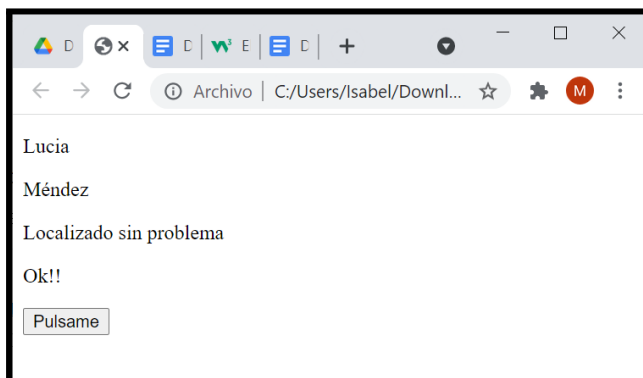 D
D
E
D
Archivo | C:/Users/Isabel/Downl...
M
Lucia
Méndez
Localizado sin problema
Ok!!
Pulsame